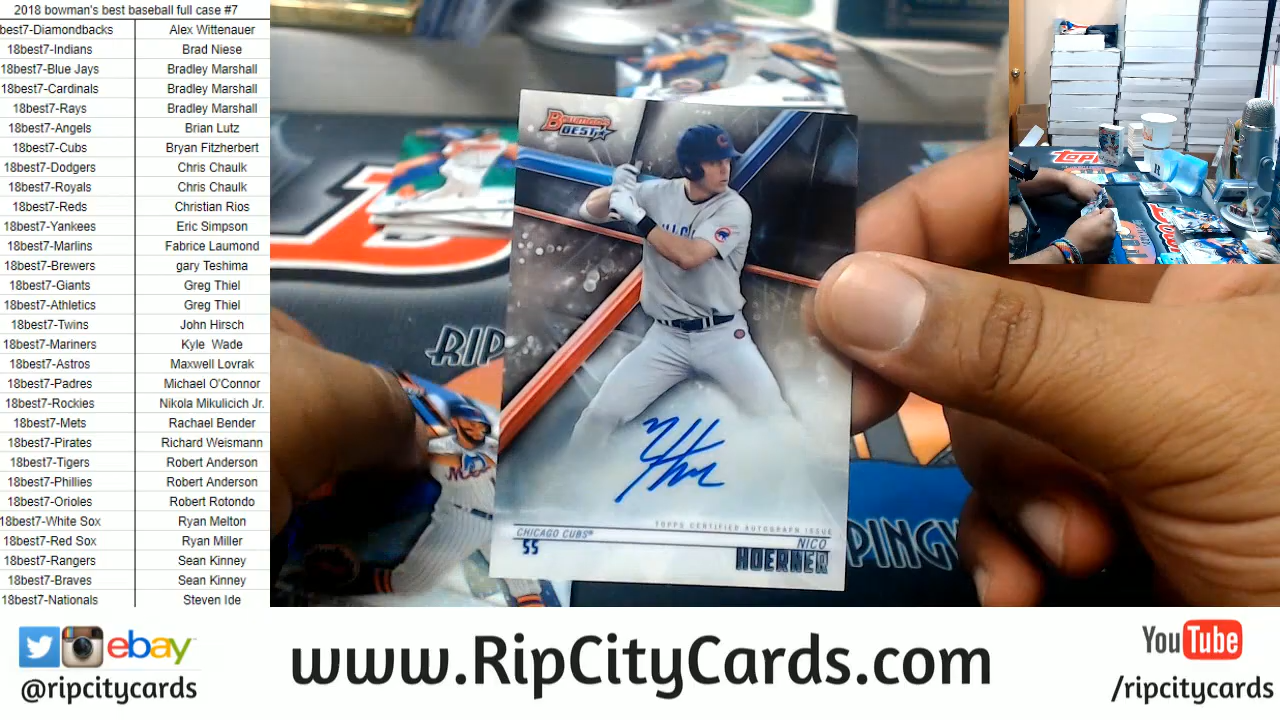 2018 bowman's best baseball full case #7
best7-Diamondbacks Alex Wittenauer
18best7-Indians Brad Niese
18best7-Blue Jays Bradley Marshall
18best7-Cardinals Bradley Marshall
18best7-Rays Bradley Marshall
18best7-Angels Brian Lutz
18best7-Cubs Bryan Fitzherbert
18best7-Dodgers Chris Chaulk
18best7-Royals Chris Chaulk
18best7-Reds Christian Rios
18best7-Yankees Eric Simpson
18best7-Marlins Fabrice Laumond
18best7-Brewers gary Teshima
18best7-Giants Greg Thiel
18best7-Athletics Greg Thiel
18best7-Twins John Hirsch
18best7-Mariners Kyle Wade
18best7-Astros Maxwell Lovrak
18best7-Padres Michael O'Connor
18best7-Rockies Nikola Mikulicich Jr.
18best7-Mets Rachael Bender
18best7-Pirates Richard Weismann
18best7-Tigers Robert Anderson
18best7-Phillies Robert Anderson
18best7-Orioles Robert Rotondo
18best7-White Sox Ryan Melton
18best7-Red Sox Ryan Miller
18best7-Rangers Sean Kinney
18best7-Braves Sean Kinney
18best7-Nationals Steven Ide
Bowman's
BEST
RIP
TOPPS CERTIFIED AUTOGRAPH ISSUE
CHICAGO CUBS®
55
NICO
HOERNER
PPINGW
topps
ebay
@ripcitycards
www.RipCityCards.com
YouTube
/ripcitycards